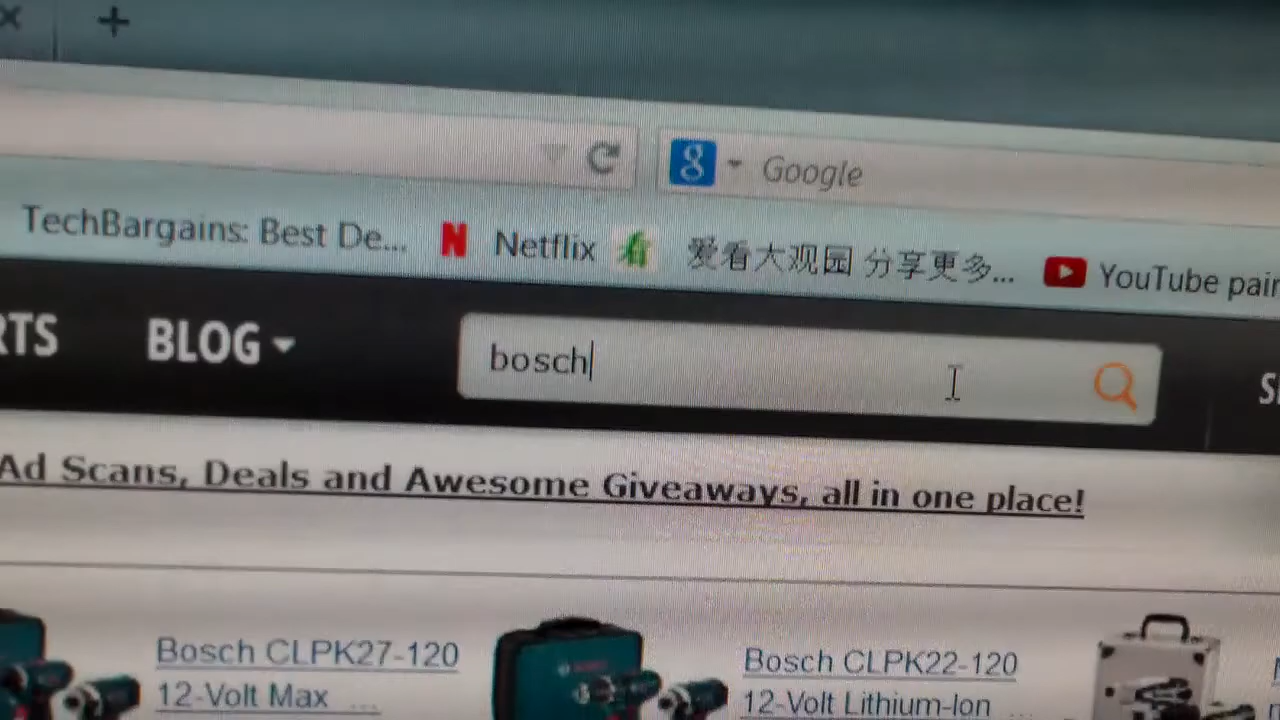 Google
TechBargains: Best De...
Netflix
爱看大观园 分享更多...
YouTube pair
RTS
BLOG
bosch
Ad Scans, Deals and Awesome Giveaways, all in one place!
Bosch CLPK27-120
12-Volt Max ...
Bosch CLPK22-120
12-Volt Lithium-Ion ...